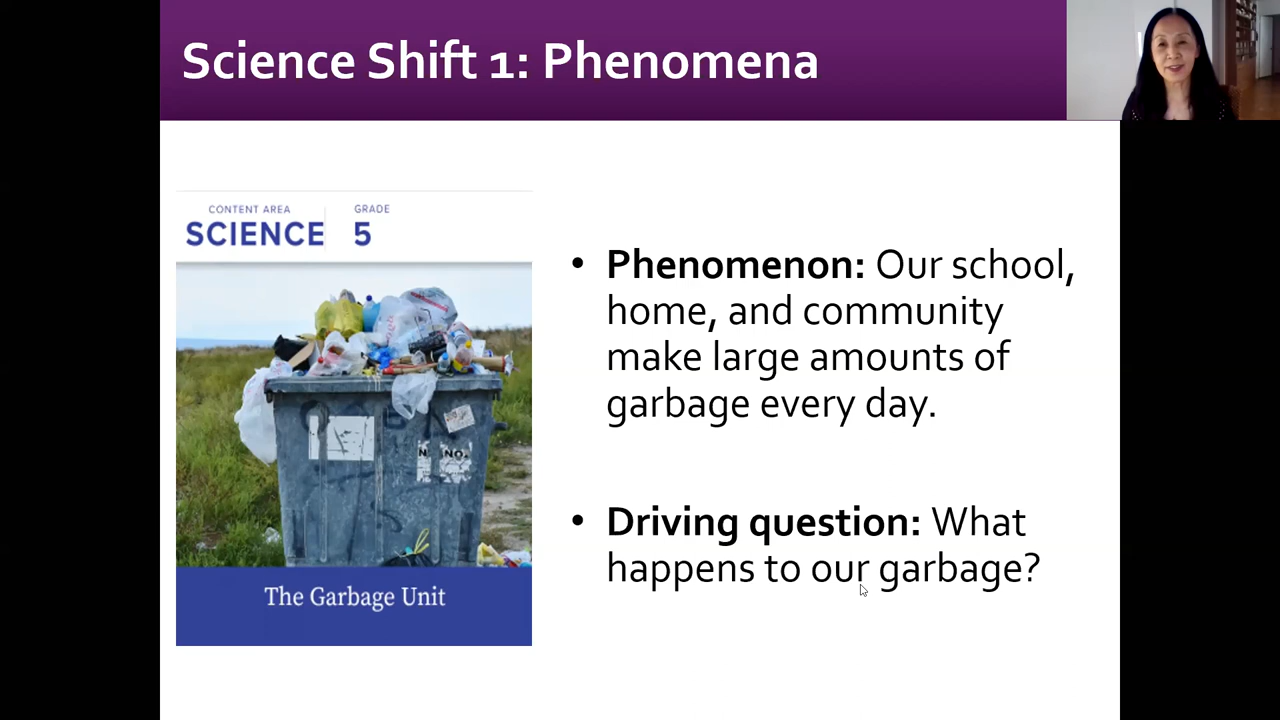 Science Shift 1: Phenomena
CONTENT AREA
SCIENCE
GRADE
5
The Garbage Unit
• Phenomenon: Our school,
home, and community
make large amounts of
garbage every day.
• Driving question: What
happens to our garbage?